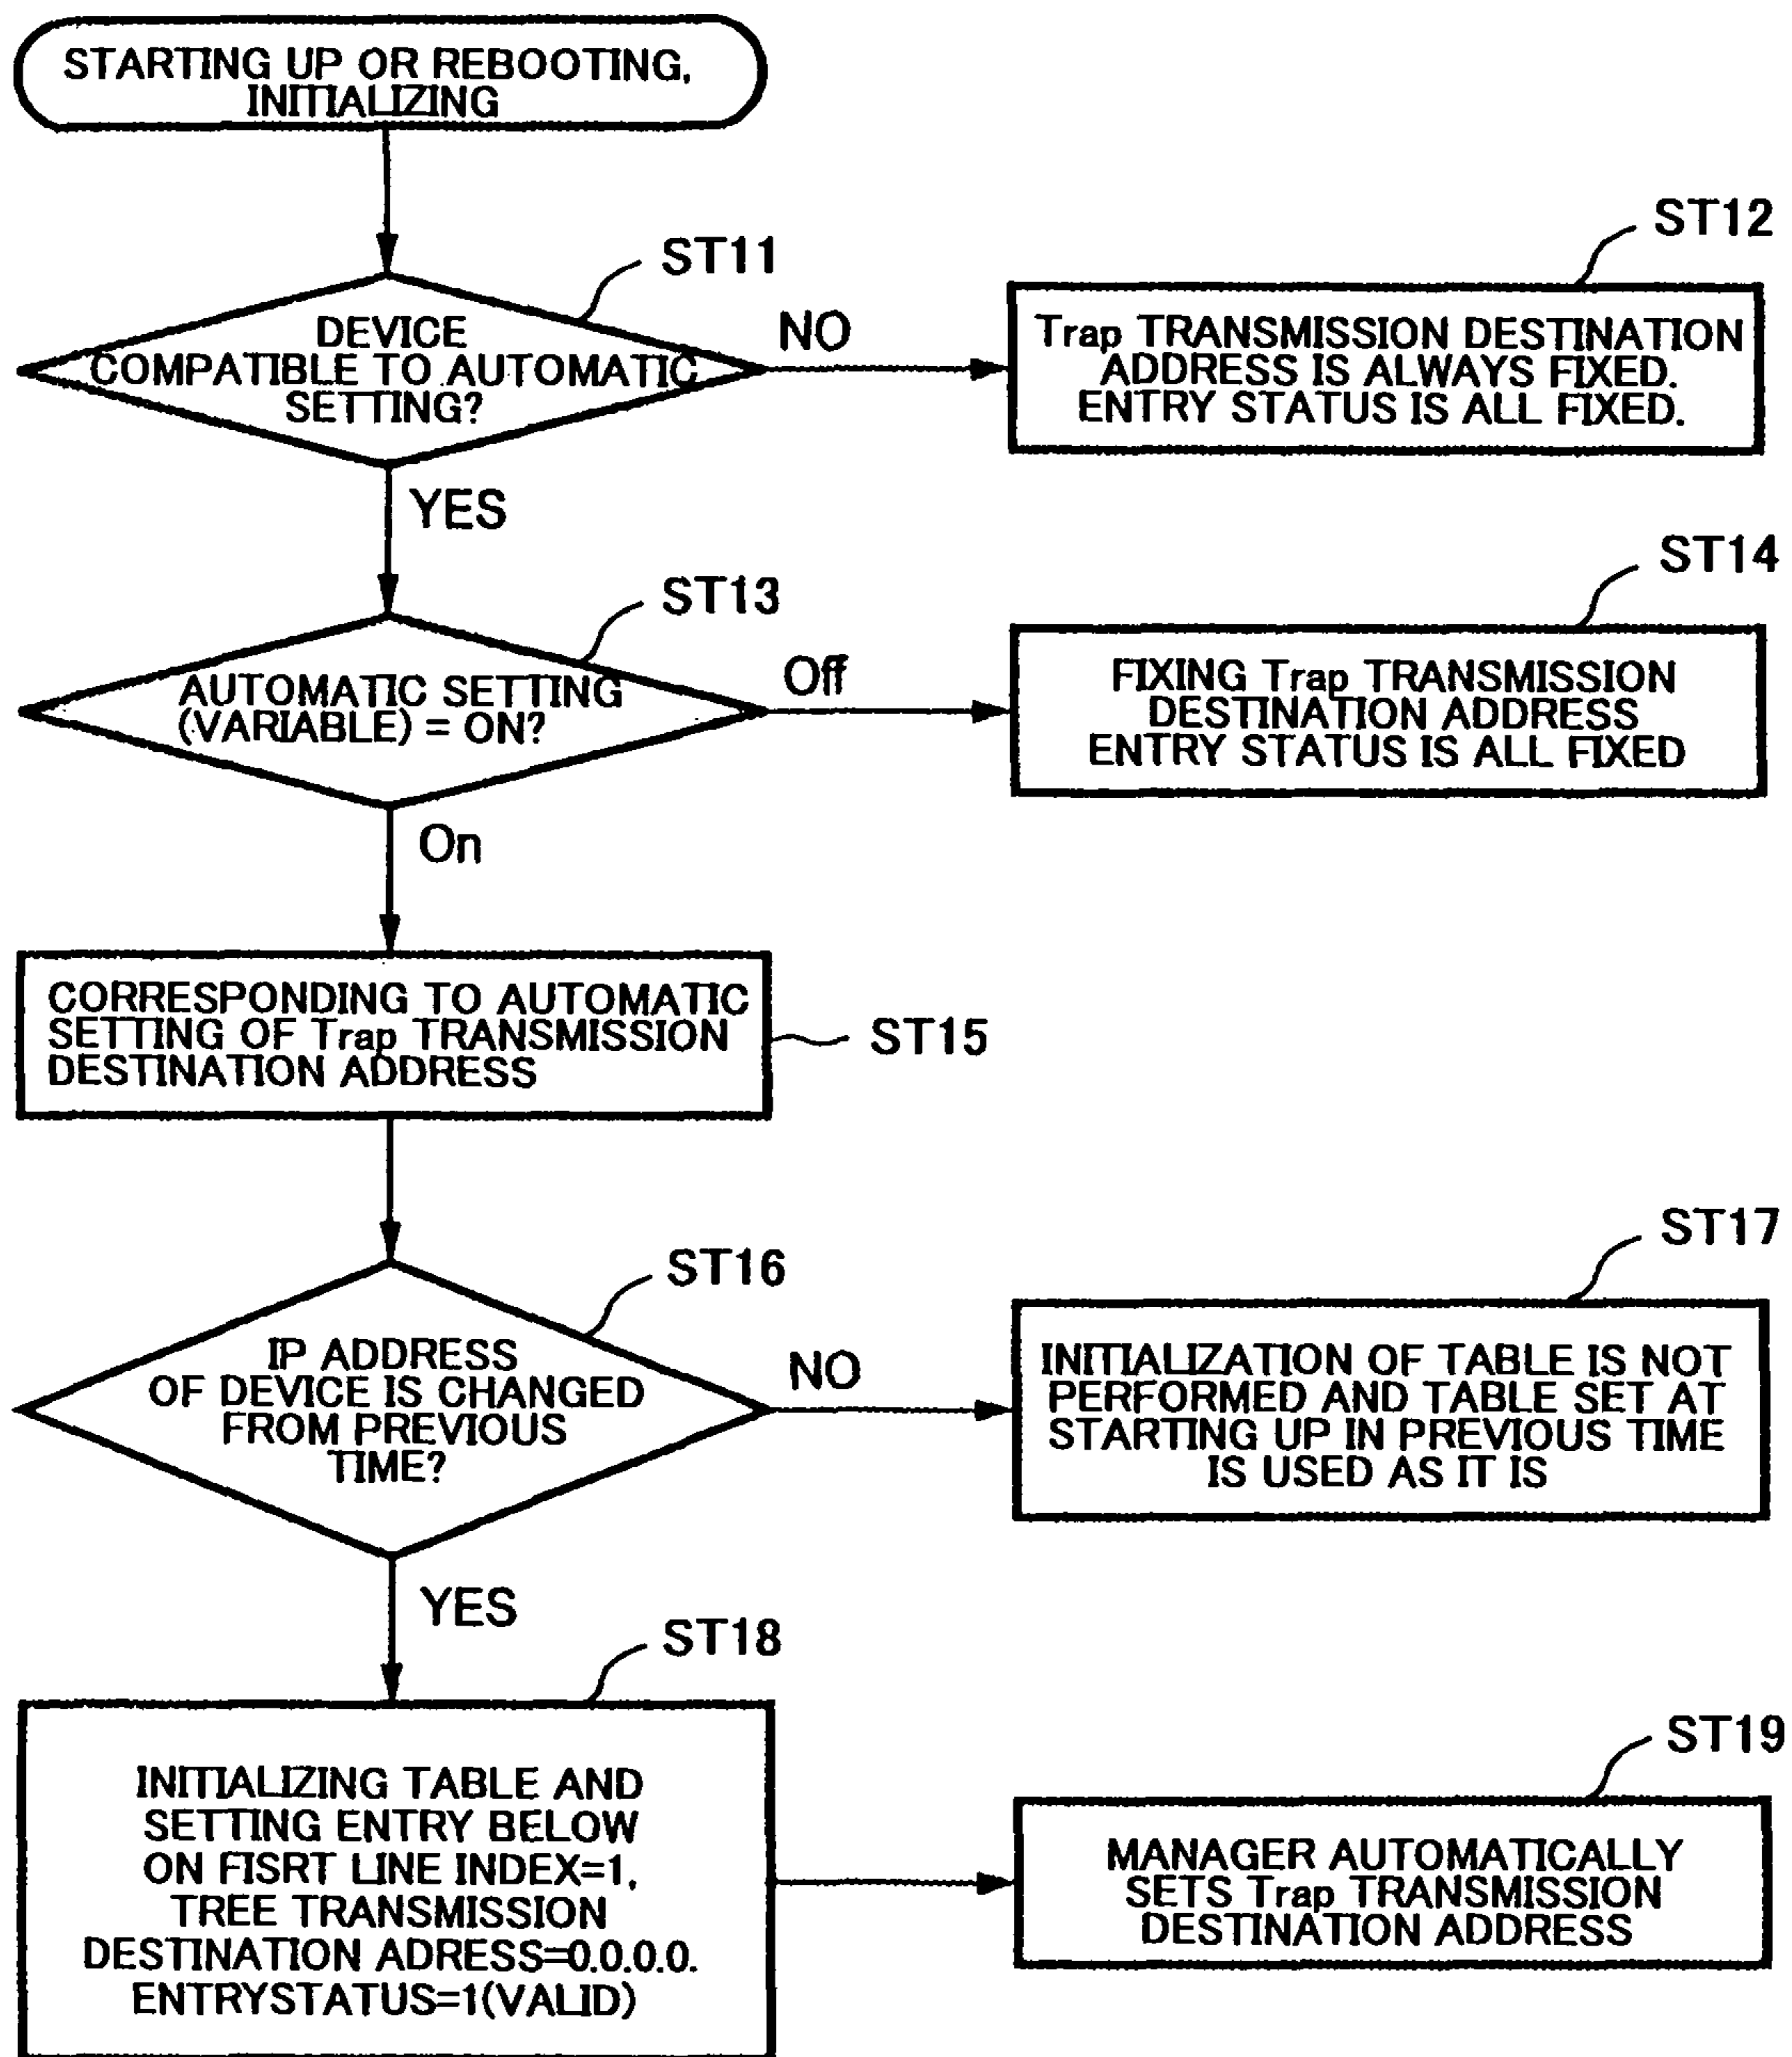 STARTING UP OR REBOOTING,
INITIALIZING
ST11
DEVICE
COMPATIBLE TO AUTOMATIC
SETTING?
NO
ST12
Trap TRANSMISSION DESTINATION
ADDRESS IS ALWAYS FIXED.
ENTRY STATUS IS ALL FIXED.
YES
ST13
AUTOMATIC SETTING
(VARIABLE) = ON?
Off
ST14
FIXING Trap TRANSMISSION
DESTINATION ADDRESS
ENTRY STATUS IS ALL FIXED
On
CORRESPONDING TO AUTOMATIC
SETTING OF Trap TRANSMISSION
DESTINATION ADDRESS
ST15
ST16
IP ADDRESS
OF DEVICE IS CHANGED
FROM PREVIOUS
TIME?
NO
ST17
INITIALIZATION OF TABLE IS NOT
PERFORMED AND TABLE SET AT
STARTING UP IN PREVIOUS TIME
IS USED AS IT IS
YES
ST18
INITIALIZING TABLE AND
SETTING ENTRY BELOW
ON FISRT LINE INDEX=1,
TREE TRANSMISSION
DESTINATION ADRESS=0.0.0.0.
ENTRYSTATUS=1(VALID)
ST19
MANAGER AUTOMATICALLY
SETS Trap TRANSMISSION
DESTINATION ADDRESS